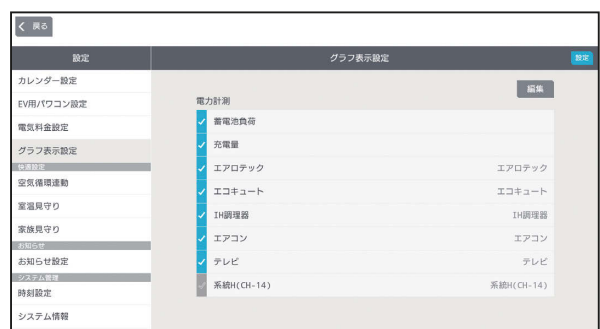 戻る
設定
グラフ表示設定
設定
カレンダー設定
EV用パワコン設定
電気料金設定
グラフ表示設定
快適設定
空気循環連動
室温見守り
家族見守り
お知らせ
お知らせ設定
システム管理
時刻設定
システム情報
編集
電力計測
蓄電池負荷
充電量
エアロテック エアロテック
エコキュート エコキュート
IH調理器 IH調理器
エアコン エアコン
テレビ テレビ
系統H(CH-14) 系統H(CH-14)